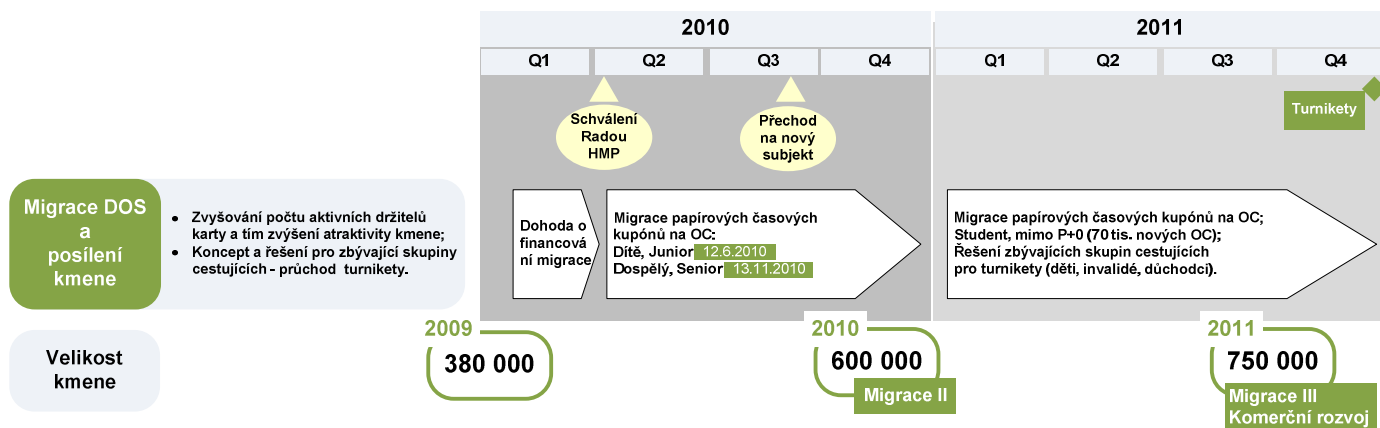 2010
2011
Q1
Q2
Q3
Q4
Q1
Q2
Q3
Q4
Schválení
Radou
HMP
Přechod
na nový
subjekt
Turnikety
Migrace DOS
a
posílení
kmene
• Zvyšování počtu aktivních držitelů
karty a tím zvýšení atraktivity kmene;
• Koncept a řešení pro zbývající skupiny
cestujících - průchod turnikety.
Dohoda o
financová
ní migrace
Migrace papírových časových
kupónů na OC:
Dítě, Junior 12.6.2010
Dospělý, Senior 13.11.2010
Migrace papírových časových kupónů na OC;
Student, mimo P+0 (70 tis. nových OC);
Řešení zbývajících skupin cestujících
pro turnikety (děti, invalidé, důchodci).
Velikost
kmene
2009
380 000
2010
600 000
Migrace II
2011
750 000
Migrace III
Komerční rozvoj